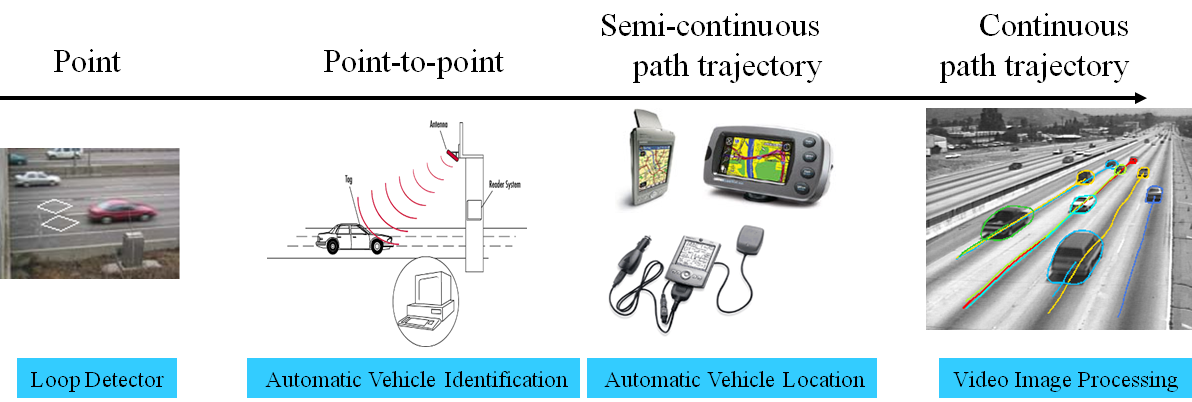 Point
Point-to-point
Semi-continuous
path trajectory
Continuous
path trajectory
Antenna
Tag
Reader System
Loop Detector
Automatic Vehicle Identification
Automatic Vehicle Location
Video Image Processing